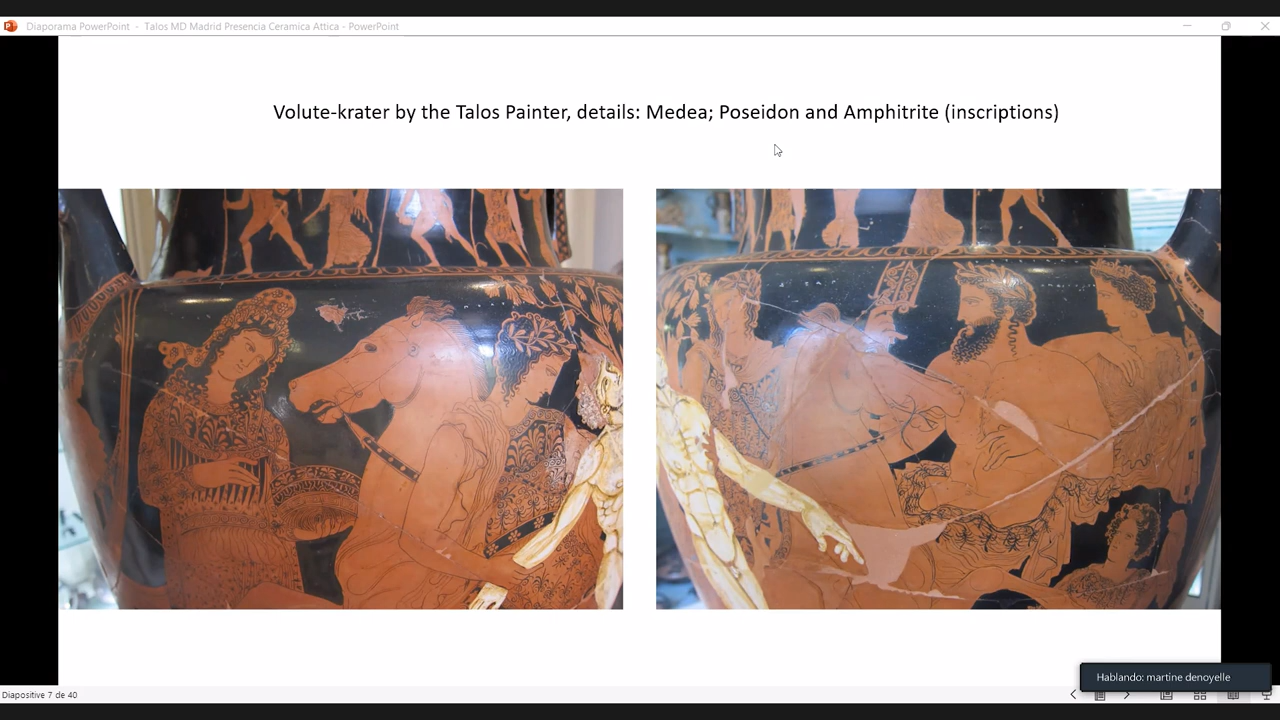 Diaporama PowerPoint - Talos MD Madrid Presencia Ceramica Attica - PowerPoint
Volute-krater by the Talos Painter, details: Medea; Poseidon and Amphitrite (inscriptions)
Hablando: martine denoyelle
Diapositive 7 de 40